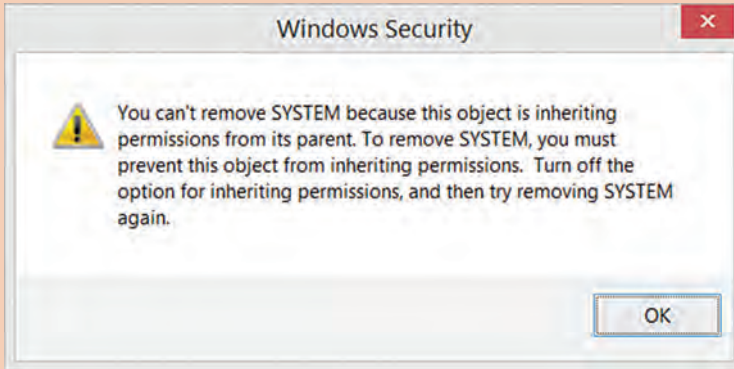 Windows Security
You can't remove SYSTEM because this object is inheriting
permissions from its parent. To remove SYSTEM, you must
prevent this object from inheriting permissions.  Turn off the
option for inheriting permissions, and then try removing SYSTEM
again.
OK